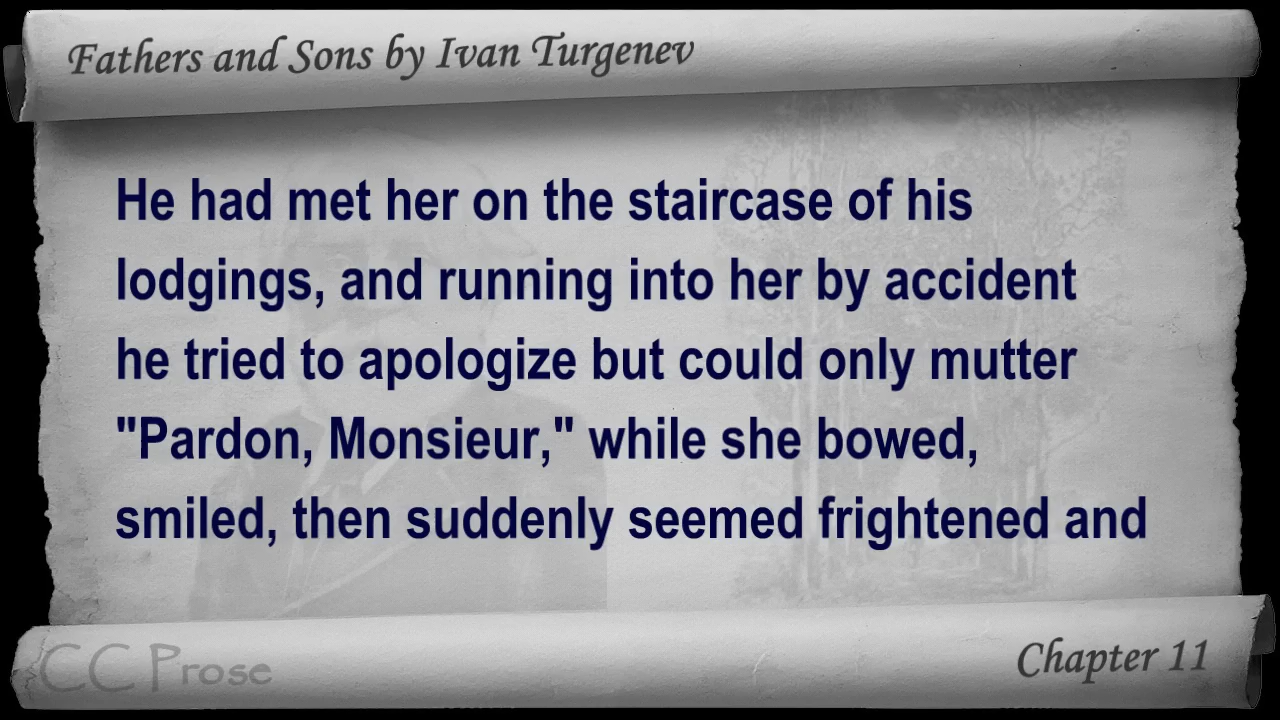 Fathers and Sons by Ivan Turgenev
He had met her on the staircase of his
lodgings, and running into her by accident
he tried to apologize but could only mutter
"Pardon, Monsieur," while she bowed,
smiled, then suddenly seemed frightened and
CC Prose
Chapter 11